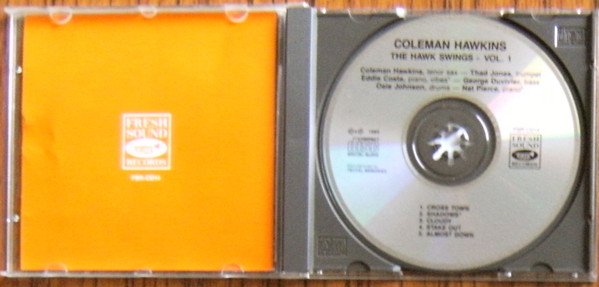 FRESH
SOUND
RECORDS
COLEMAN HAWKINS
THE HAWK SWINGS - VOL. 1
Coleman Hawkins, tenor sax — Thad Jones, trumpet
Eddie Costa, piano, vibes* — George Duvivier, bass
Osie Johnson, drums — Nat Pierce, piano*
FRESH
SOUND
RECORDS
1. CROSS TOWN
2. SHADOWS*
3. CLOUDY
4. STAKE OUT
5. ALMOST DOWN